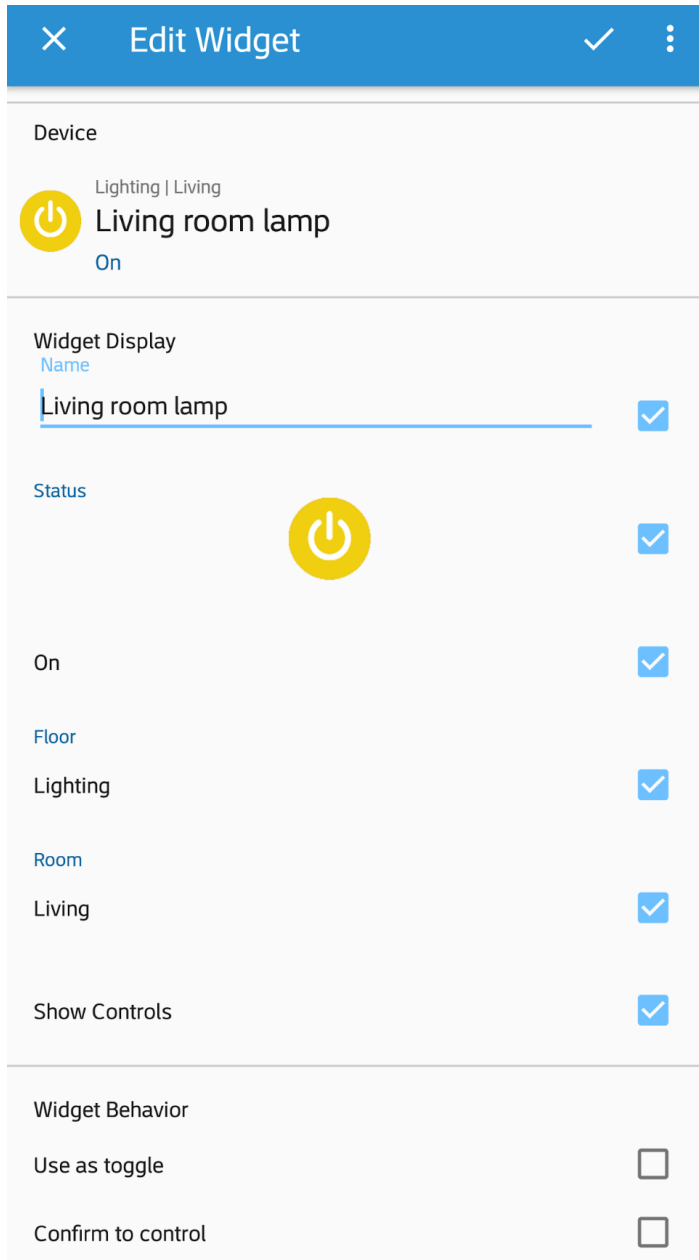 Edit Widget
Device
Lighting | Living
Living room lamp
On
Widget Display
Name
Living room lamp
Status
On
Floor
Lighting
Room
Living
Show Controls
Widget Behavior
Use as toggle
Confirm to control